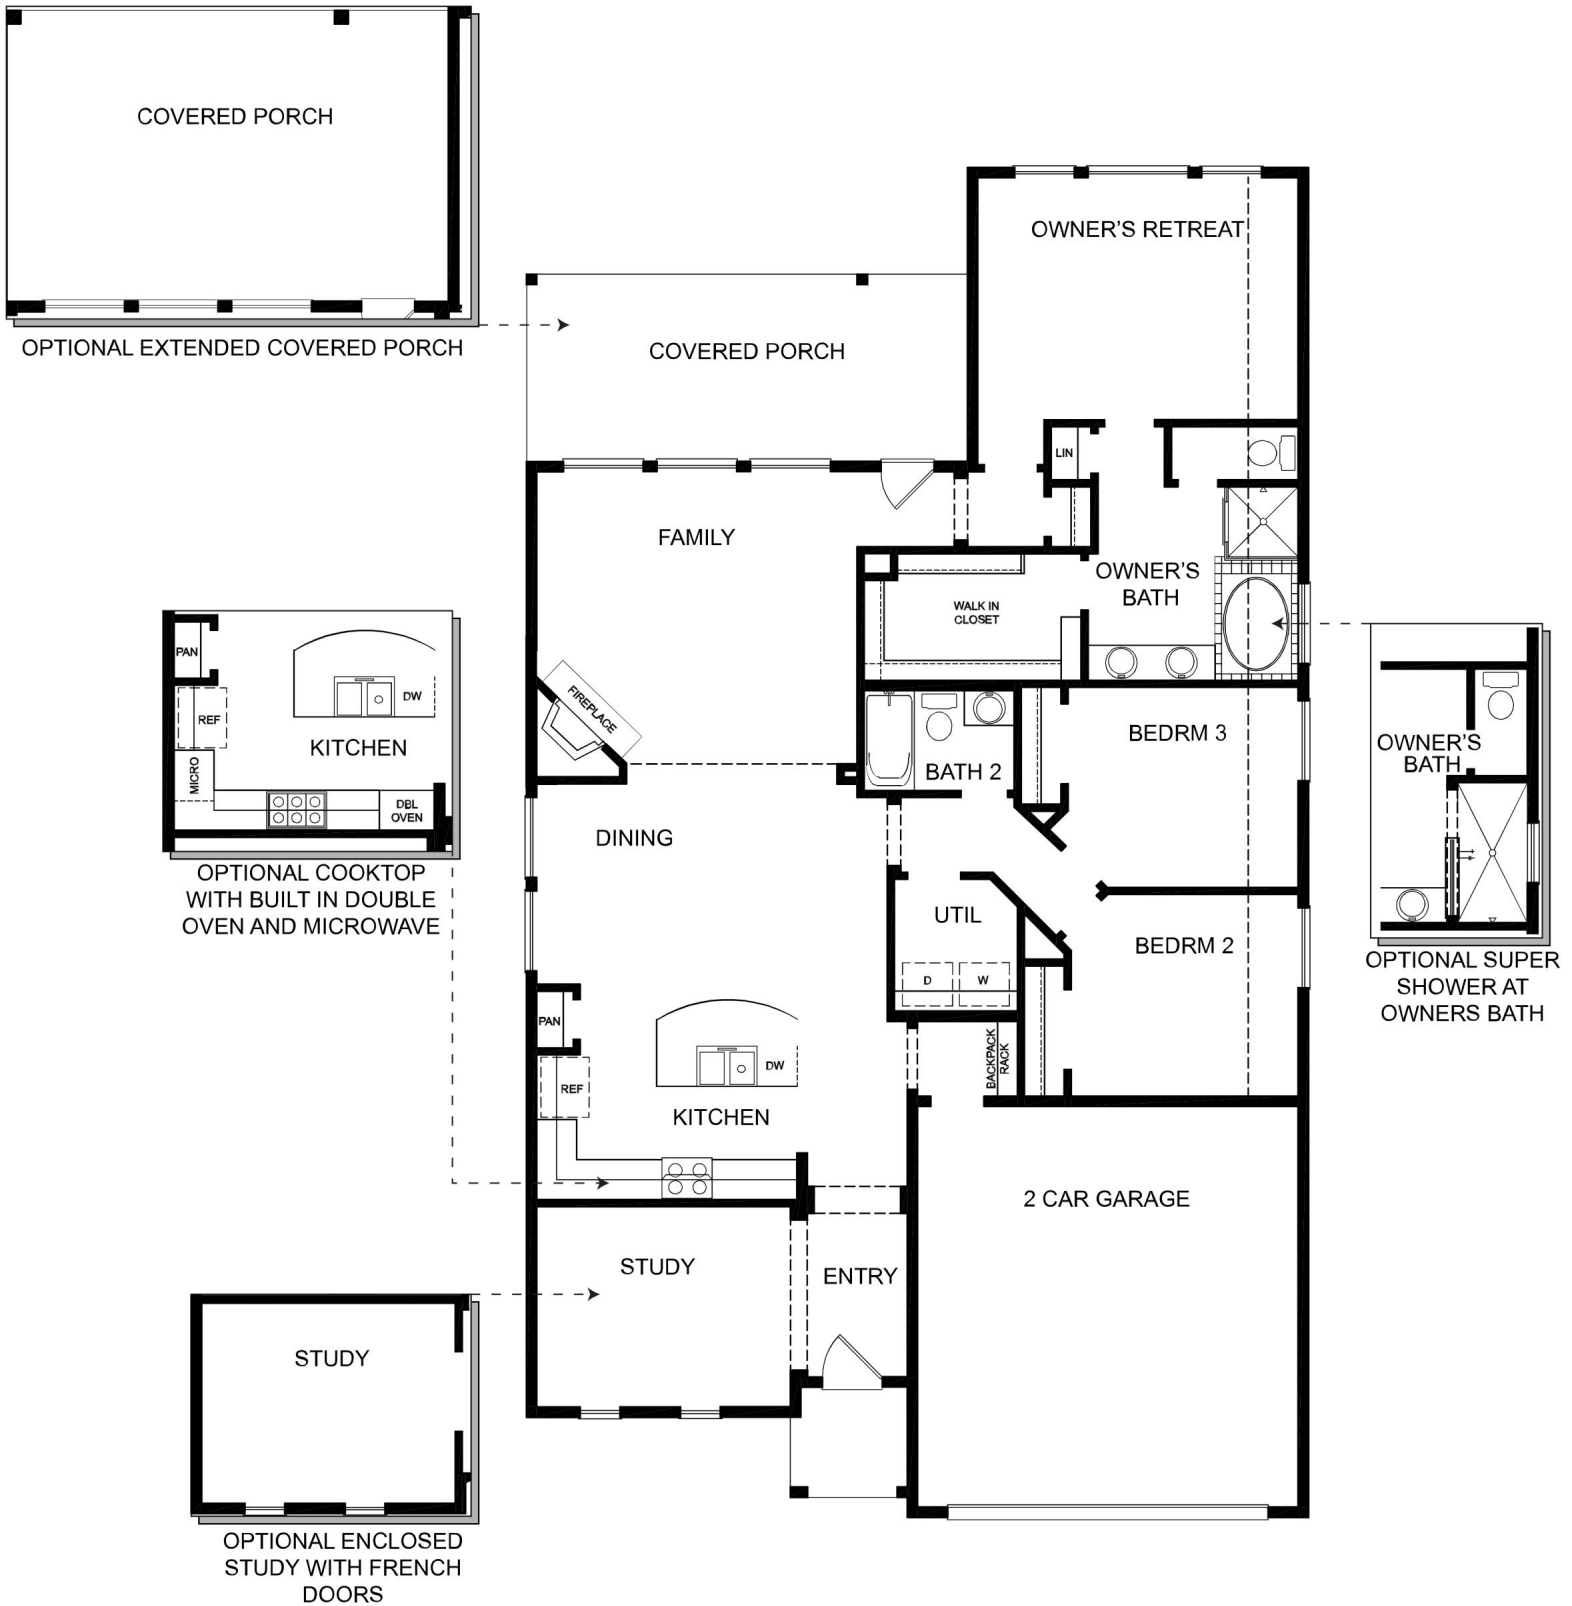 COVERED PORCH
OPTIONAL EXTENDED COVERED PORCH
OWNER'S RETREAT
COVERED PORCH
LIN
FAMILY
OWNER'S
BATH
WALK IN
CLOSET
FIREPLACE
PAN
REF
DW
KITCHEN
MICRO
DBL
OVEN
OPTIONAL COOKTOP
WITH BUILT IN DOUBLE
OVEN AND MICROWAVE
BEDRM 3
BATH 2
OWNER'S
BATH
OPTIONAL SUPER
SHOWER AT
OWNERS BATH
DINING
UTIL
D
W
BEDRM 2
PAN
REF
DW
KITCHEN
BACKPACK
RACK
2 CAR GARAGE
STUDY
ENTRY
STUDY
OPTIONAL ENCLOSED
STUDY WITH FRENCH
DOORS